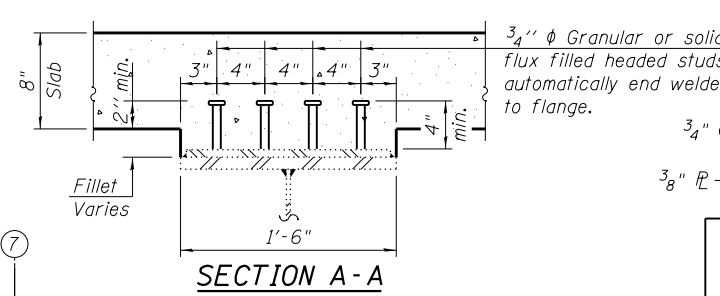 3/4'' ϕ Granular or solid
flux filled headed studs
automatically end welde
to flange.
8"
Slab
2" min.
3" 4" 4" 4" 3"
4"
min.
3/4"
3/8" ℞ -
Fillet
Varies
1'-6"
7
SECTION A-A